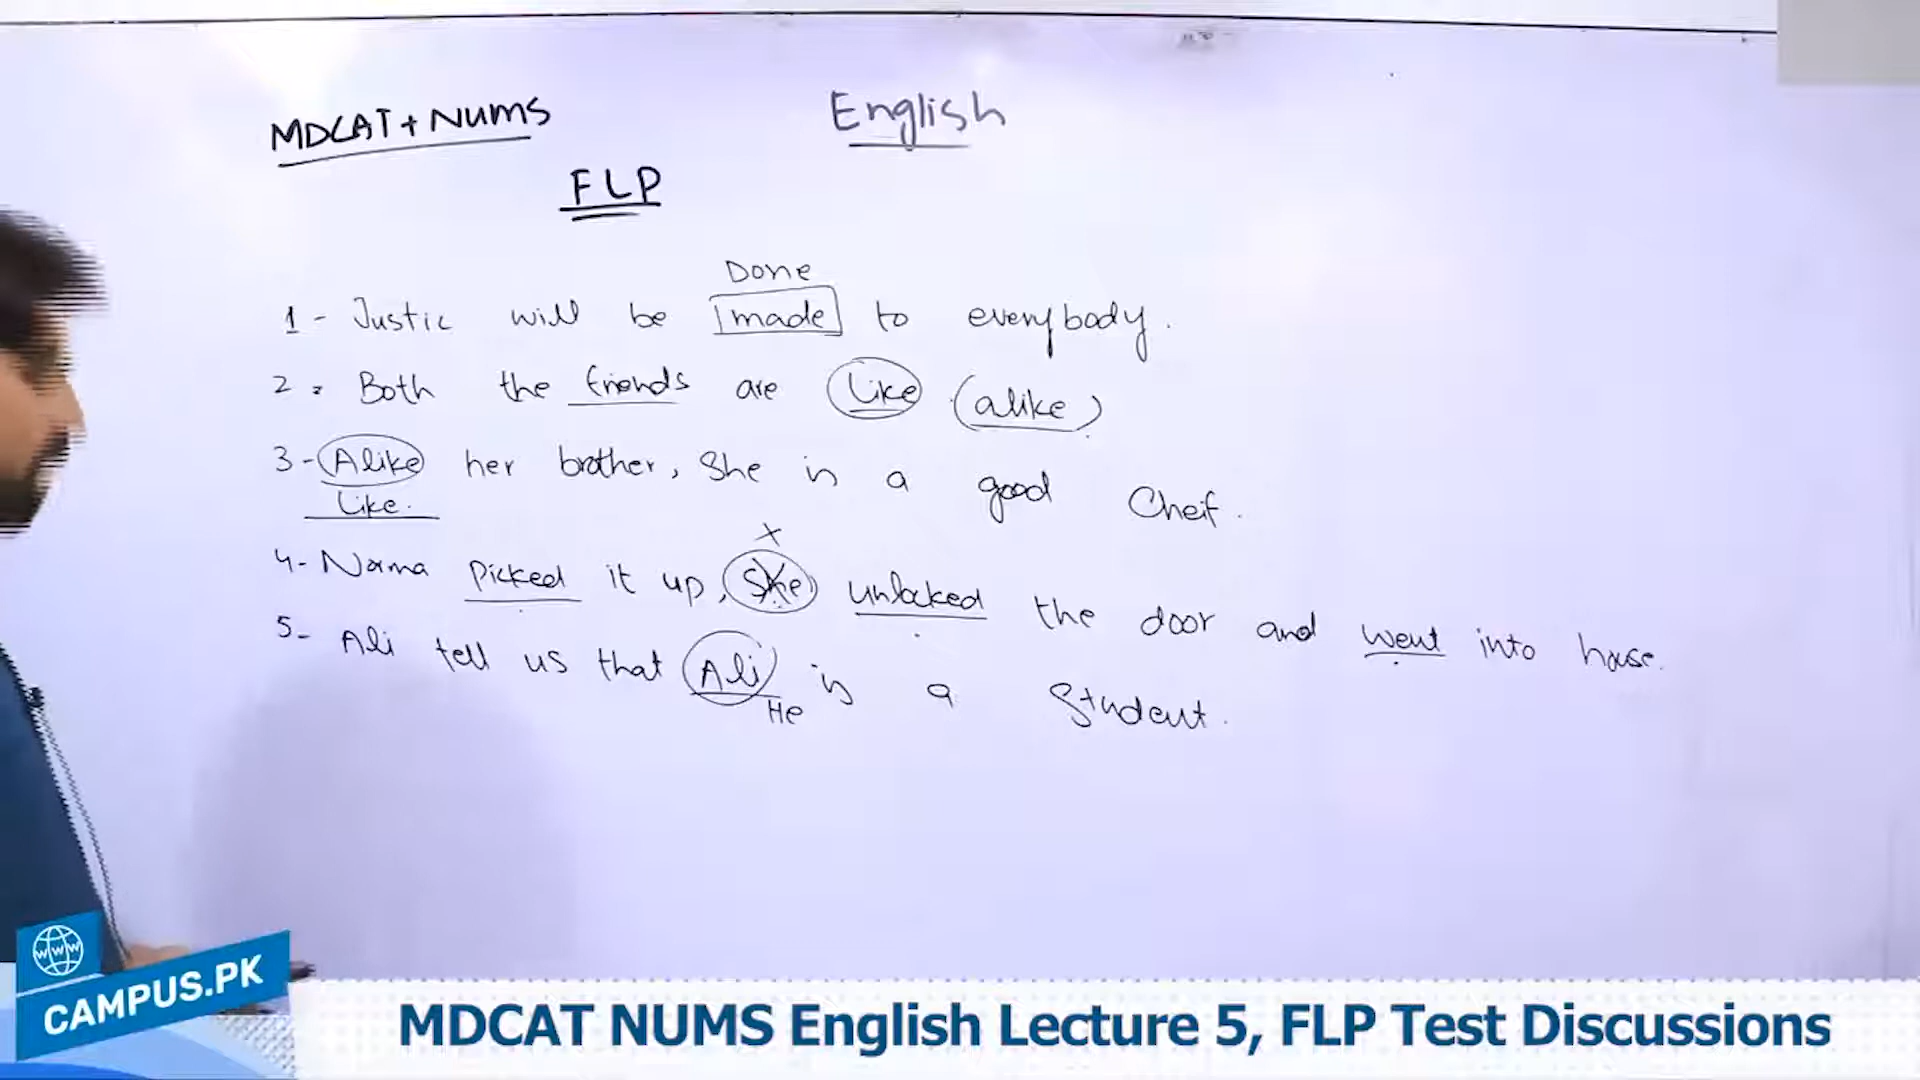 MDCAT + NUMS
English
FLP
Done
1 - Justic will be made to everybody.
2. Both the friends are like (alike)
3 - Alike her brother, She is a good Cheif.
Like.
x
4- Norma picked it up, She unlocked the door and went into house.
5- Ali tell us that Ali is a Student.
He
www
CAMPUS.PK
MDCAT NUMS English Lecture 5, FLP Test Discussions